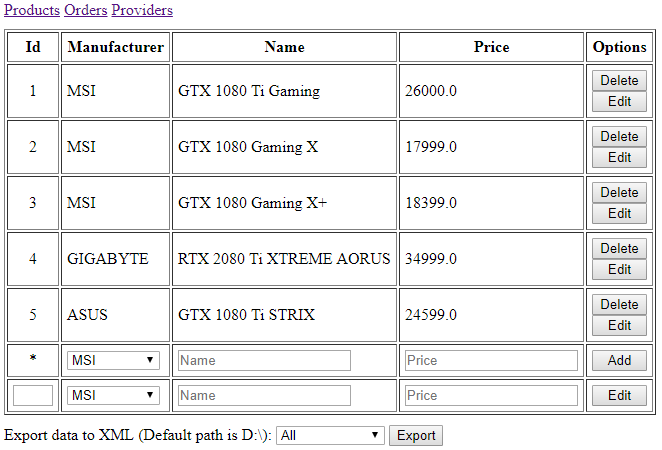 Products Orders Providers
Id Manufacturer Name Price Options
1 MSI GTX 1080 Ti Gaming 26000.0 Delete
Edit
2 MSI GTX 1080 Gaming X 17999.0 Delete
Edit
3 MSI GTX 1080 Gaming X+ 18399.0 Delete
Edit
4 GIGABYTE RTX 2080 Ti XTREME AORUS 34999.0 Delete
Edit
5 ASUS GTX 1080 Ti STRIX 24599.0 Delete
Edit
* MSI Name Price Add
MSI Name Price Edit
Export data to XML (Default path is D:\): All Export